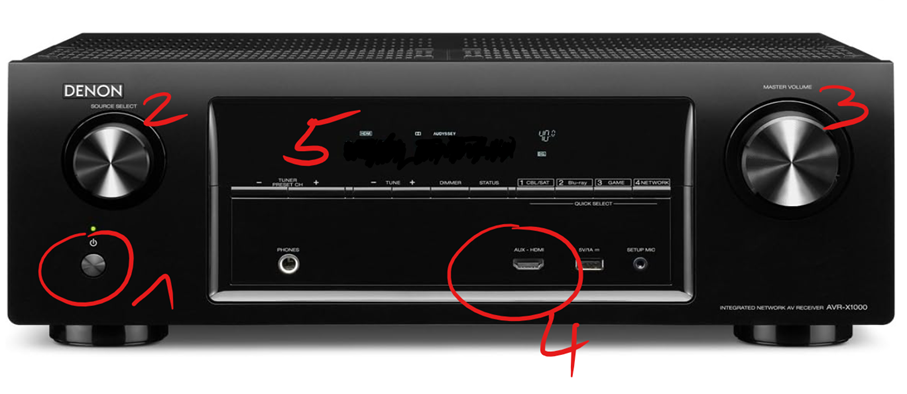 DENON
SOURCE SELECT
MASTER VOLUME
2
3
5
HDMI
AUDYSSEY
40.0
- TUNER PRESET CH +
- TUNE +
DIMMER
STATUS
1 CBL/SAT
2 Blu-ray
3 GAME
4 NETWORK
QUICK SELECT
PHONES
AUX - HDMI
5V/1A
SETUP MIC
1
4
INTEGRATED NETWORK AV RECEIVER AVR-X1000